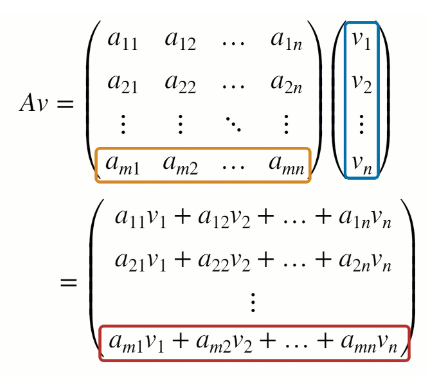 Av = ( a₁₁ a₁₂ … a₁ₙ ) ( v₁ )
a₂₁ a₂₂ … a₂ₙ v₂
⋮ ⋮ ⋱ ⋮ ⋮
aₘ₁ aₘ₂ … aₘₙ vₙ
= ( a₁₁v₁ + a₁₂v₂ + … + a₁ₙvₙ )
a₂₁v₁ + a₂₂v₂ + … + a₂ₙvₙ
⋮
aₘ₁v₁ + aₘ₂v₂ + … + aₘₙvₙ